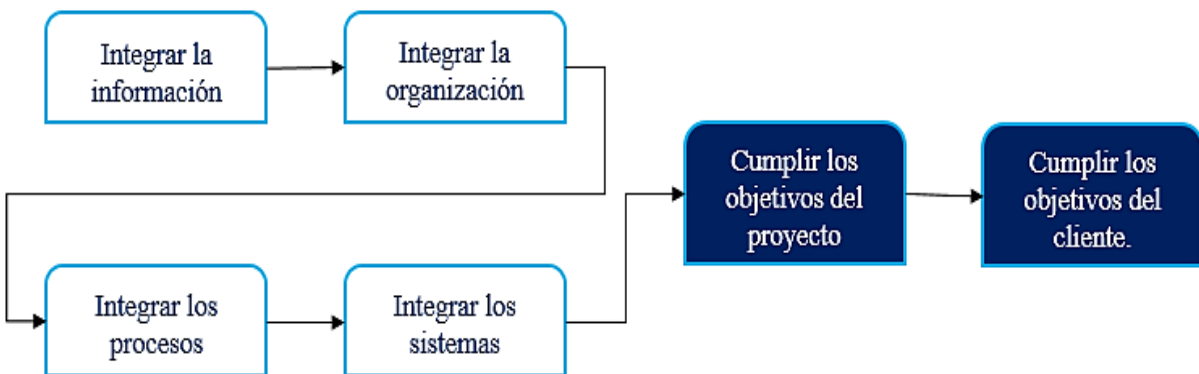 Integrar la
información
Integrar la
organización
Integrar los
procesos
Integrar los
sistemas
Cumplir los
objetivos del
proyecto
Cumplir los
objetivos del
cliente.